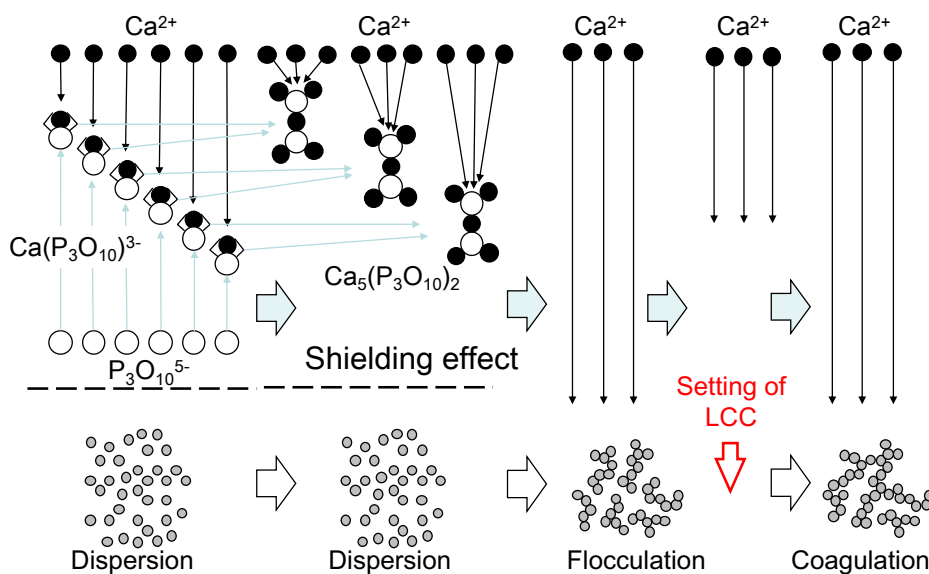 Ca²⁺
Ca²⁺
Ca²⁺
Ca²⁺
Ca²⁺
Ca(P₃O₁₀)³⁻
Ca₅(P₃O₁₀)₂
P₃O₁₀⁵⁻
Shielding effect
Setting of
LCC
Dispersion
Dispersion
Flocculation
Coagulation